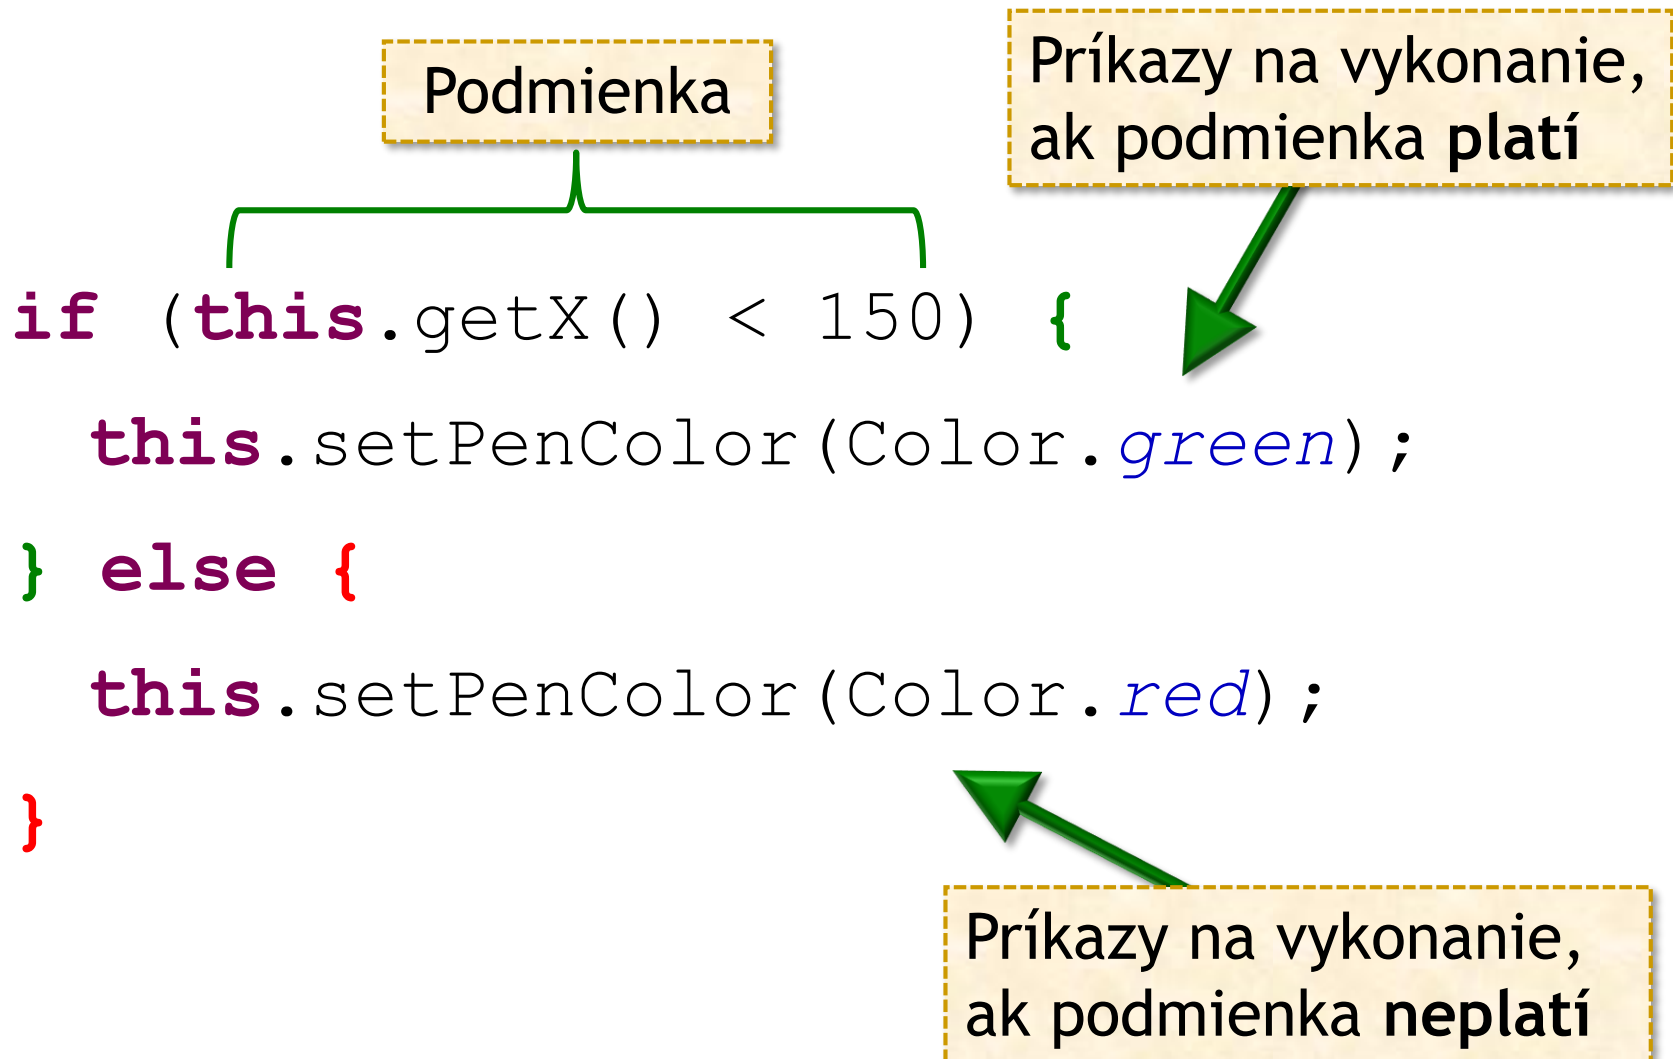 Podmienka
Príkazy na vykonanie,
ak podmienka platí
if (this.getX() < 150) {
this.setPenColor(Color.green);
} else {
this.setPenColor(Color.red);
}
Príkazy na vykonanie,
ak podmienka neplatí